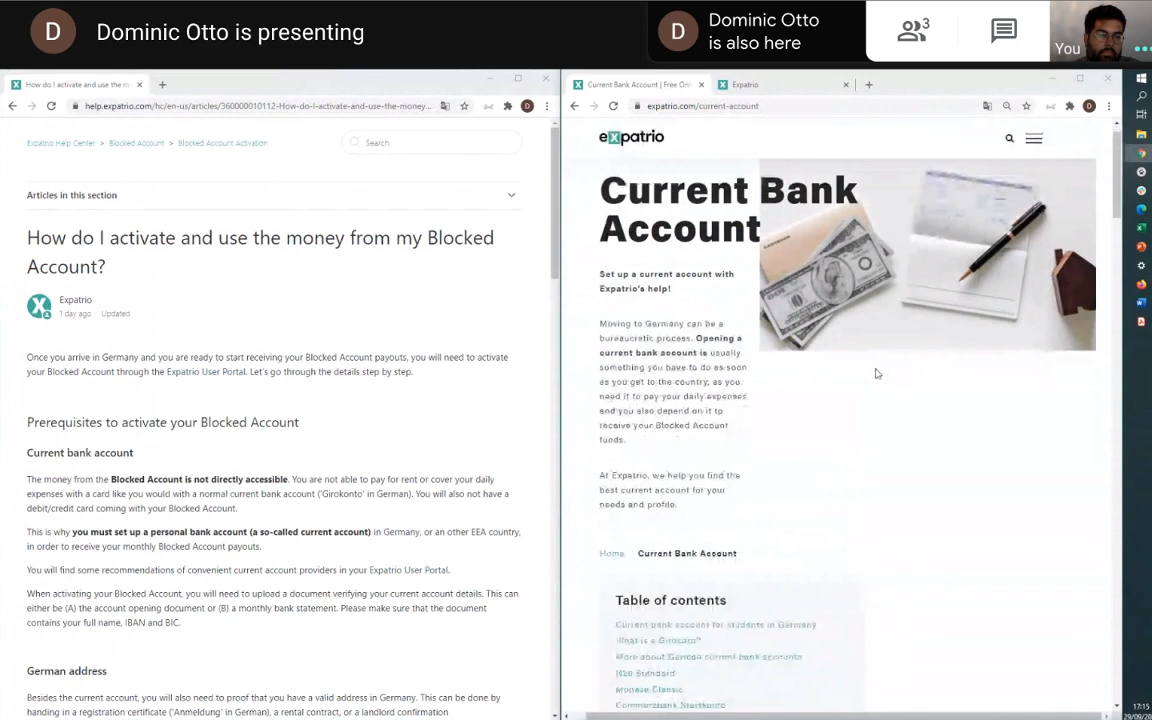 D
Dominic Otto is presenting
D
Dominic Otto
is also here
3
You
How do I activate and use the m
Current Bank Account | Free On
Expatrio
help.expatrio.com/hc/en-us/articles/360000010112-How-do-I-activate-and-use-the-money...
D
expatrio.com/current-account
D
Expatrio Help Center > Blocked Account > Blocked Account Activation
Search
Articles in this section
How do I activate and use the money from my Blocked
Account?
Expatrio
1 day ago · Updated
Once you arrive in Germany and you are ready to start receiving your Blocked Account payouts, you will need to activate
your Blocked Account through the Expatrio User Portal. Let's go through the details step by step.
Prerequisites to activate your Blocked Account
Current bank account
The money from the Blocked Account is not directly accessible. You are not able to pay for rent or cover your daily
expenses with a card like you would with a normal current bank account ('Girokonto' in German). You will also not have a
debit/credit card coming with your Blocked Account.
This is why you must set up a personal bank account (a so-called current account) in Germany, or an other EEA country,
in order to receive your monthly Blocked Account payouts.
You will find some recommendations of convenient current account providers in your Expatrio User Portal.
When activating your Blocked Account, you will need to upload a document verifying your current account details. This can
either be (A) the account opening document or (B) a monthly bank statement. Please make sure that the document
contains your full name, IBAN and BIC.
German address
Besides the current account, you will also need to proof that you have a valid address in Germany. This can be done by
handing in a registration certificate ('Anmeldung' in German), a rental contract, or a landlord confirmation
expatrio
Current Bank
Account
Set up a current account with
Expatrio's help!
Moving to Germany can be a
bureaucratic process. Opening a
current bank account is usually
something you have to do as soon
as you get to the country, as you
need it to pay your daily expenses
and you also depend on it to
receive your Blocked Account
funds.
At Expatrio, we help you find the
best current account for your
needs and profile.
Home Current Bank Account
Table of contents
Current bank account for students in Germany
What is a Girocard?
More about German current bank accounts
N26 Standard
Monese Classic
Commerzbank Startkonto
17:15
29/09/20